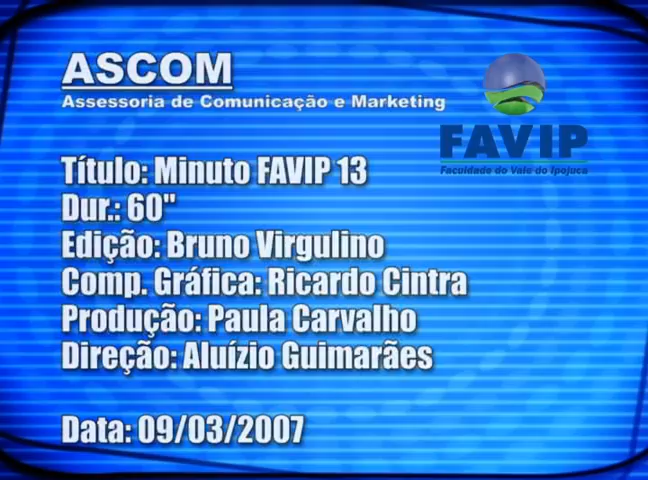 ASCOM
Assessoria de Comunicação e Marketing
FAVIP
Faculdade do Vale do Ipojuca
Título: Minuto FAVIP 13
Dur.: 60"
Edição: Bruno Virgulino
Comp. Gráfica: Ricardo Cintra
Produção: Paula Carvalho
Direção: Aluízio Guimarães
Data: 09/03/2007